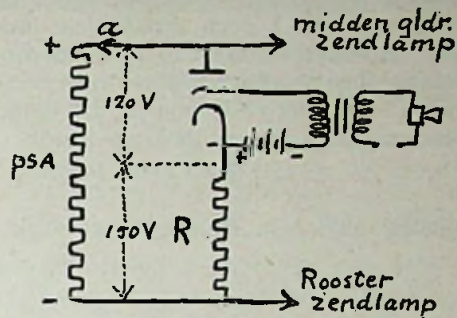 midden gldr.
zendlamp
+ a
120V
psA
+ -
150V R
-
Rooster
zendlamp